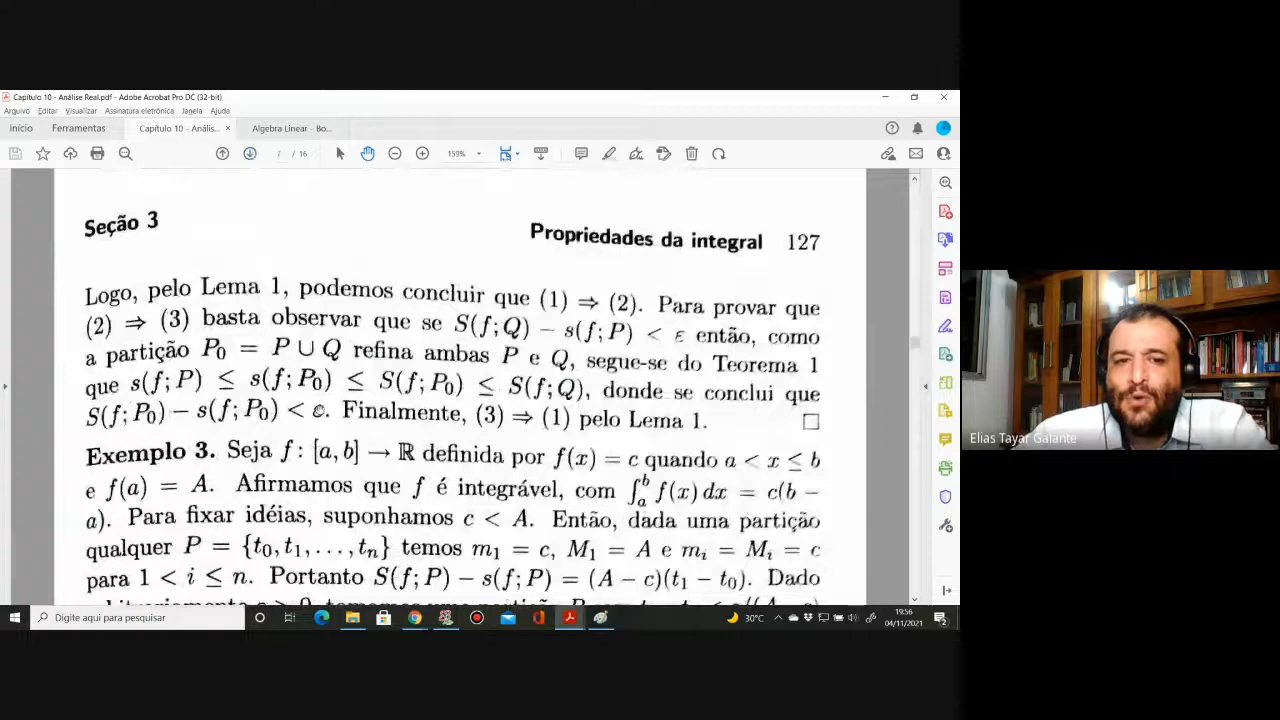 Capítulo 10 - Análise Real.pdf - Adobe Acrobat Pro DC (32-bit)
Arquivo Editar Visualizar Assinatura eletrônica Janela Ajuda
Início Ferramentas Capítulo 10 - Anális... × Algebra Linear - Bo...
7 / 16 159%
Seção 3 Propriedades da integral 127
Logo, pelo Lema 1, podemos concluir que (1) ⇒ (2). Para provar que
(2) ⇒ (3) basta observar que se S(f; Q) − s(f; P) < ε então, como
a partição P₀ = P ∪ Q refina ambas P e Q, segue-se do Teorema 1
que s(f; P) ≤ s(f; P₀) ≤ S(f; P₀) ≤ S(f; Q), donde se conclui que
S(f; P₀) − s(f; P₀) < ε. Finalmente, (3) ⇒ (1) pelo Lema 1. □
Exemplo 3. Seja f : [a, b] → ℝ definida por f(x) = c quando a < x ≤ b
e f(a) = A. Afirmamos que f é integrável, com ∫ₐᵇ f(x) dx = c(b −
a). Para fixar idéias, suponhamos c < A. Então, dada uma partição
qualquer P = {t₀, t₁, . . . , tₙ} temos m₁ = c, M₁ = A e mᵢ = Mᵢ = c
para 1 < i ≤ n. Portanto S(f; P) − s(f; P) = (A − c)(t₁ − t₀). Dado
Elias Tayar Galante
Digite aqui para pesquisar
30°C
19:56
04/11/2021
2